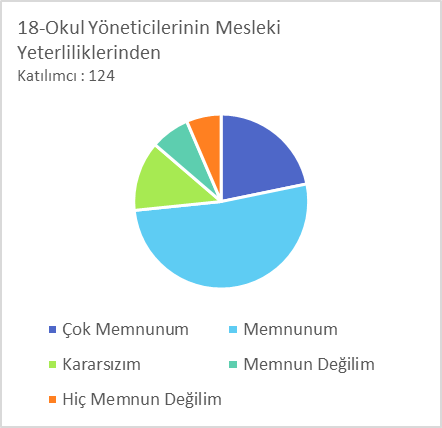 18-Okul Yöneticilerinin Mesleki
Yeterliliklerinden
Katılımcı : 124
Çok Memnunum
Memnunum
Kararsızım
Memnun Değilim
Hiç Memnun Değilim